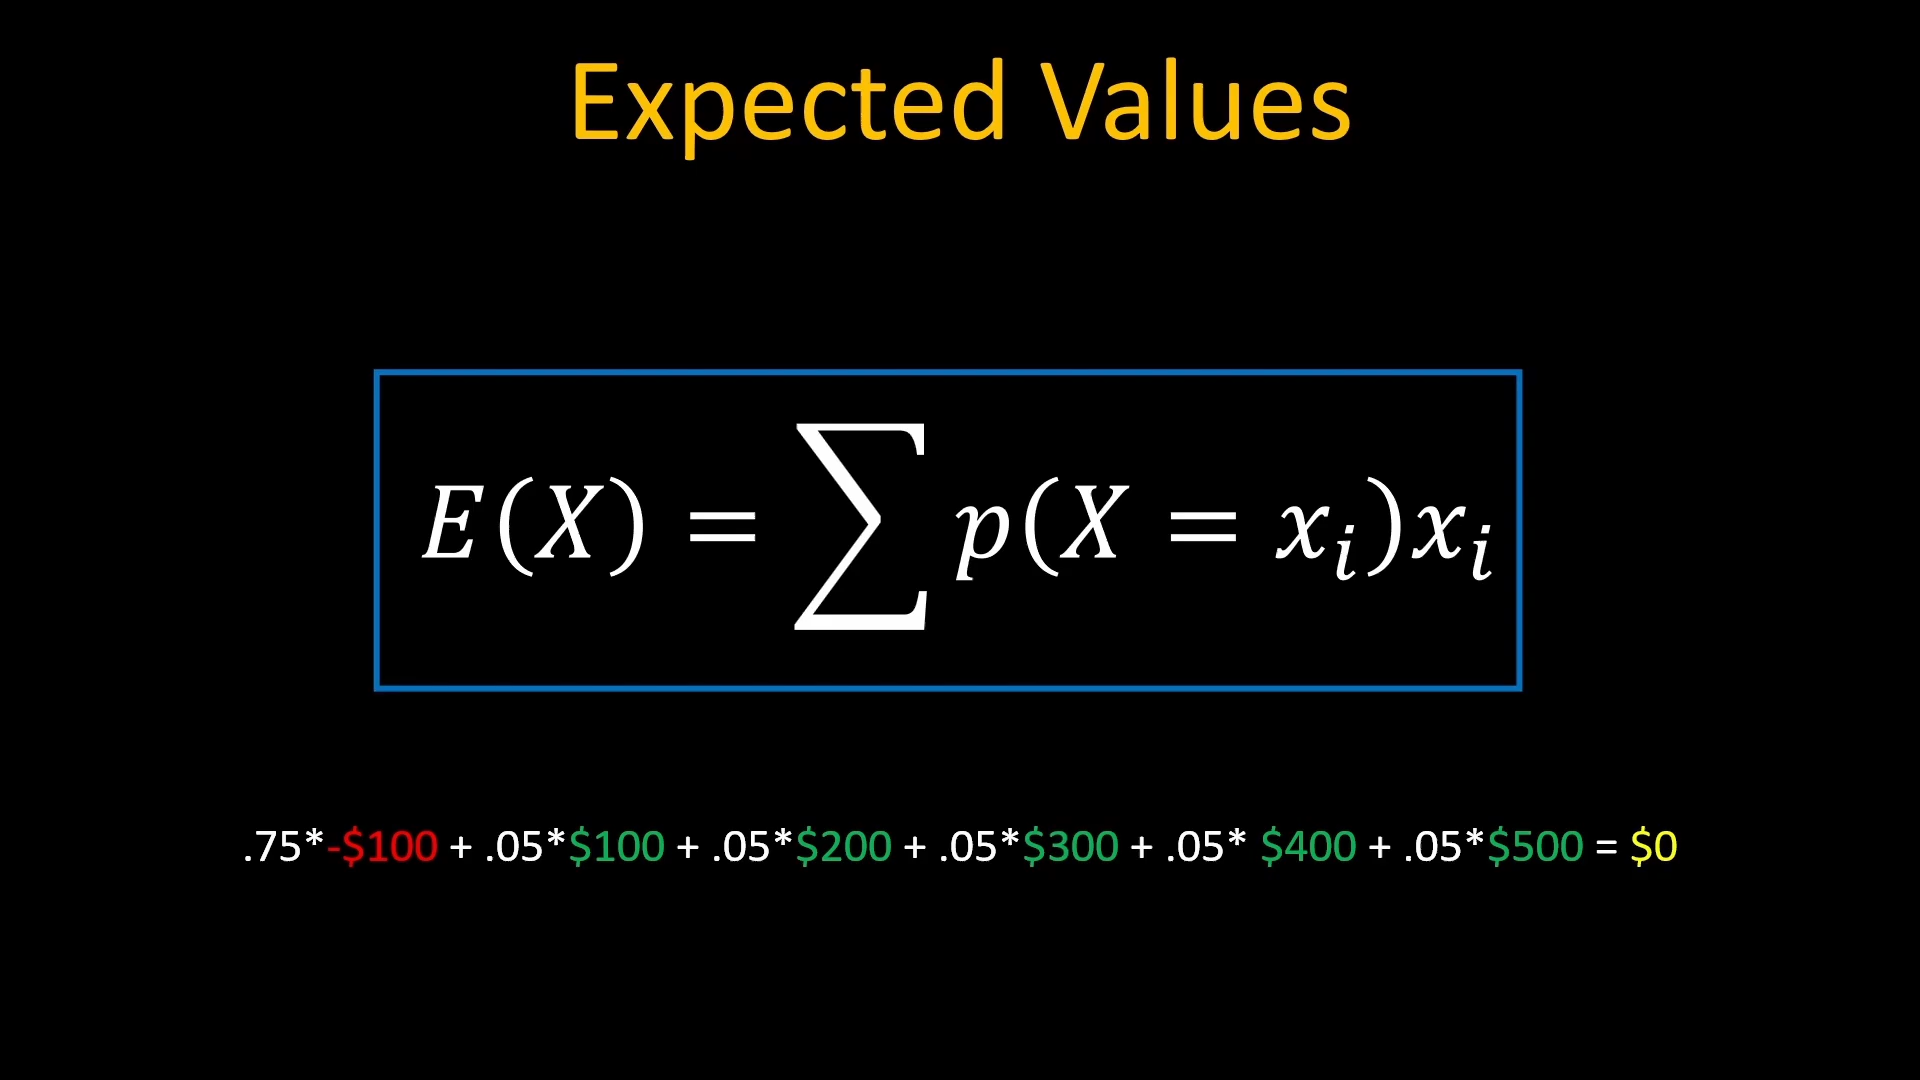 Expected Values
E(X) = ∑ p(X = xᵢ)xᵢ
.75*-$100 + .05*$100 + .05*$200 + .05*$300 + .05* $400 + .05*$500 = $0